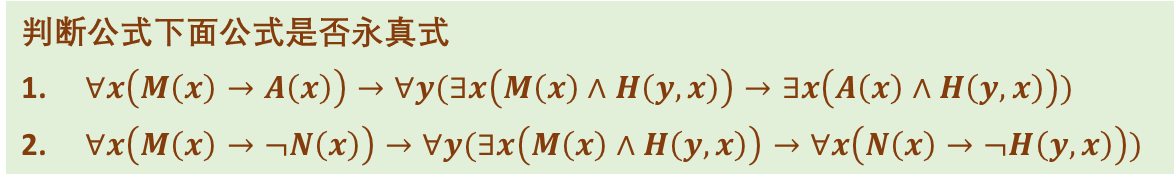 判断公式下面公式是否永真式
1. ∀x(M(x) → A(x)) → ∀y(∃x(M(x) ∧ H(y,x)) → ∃x(A(x) ∧ H(y,x)))
2. ∀x(M(x) → ¬N(x)) → ∀y(∃x(M(x) ∧ H(y,x)) → ∀x(N(x) → ¬H(y,x)))